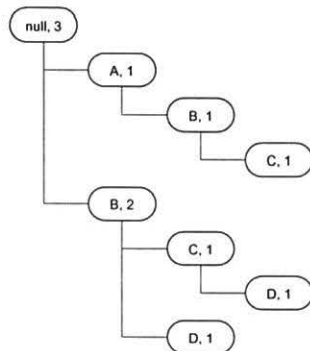 null, 3
A, 1
B, 1
C, 1
B, 2
C, 1
D, 1
D, 1